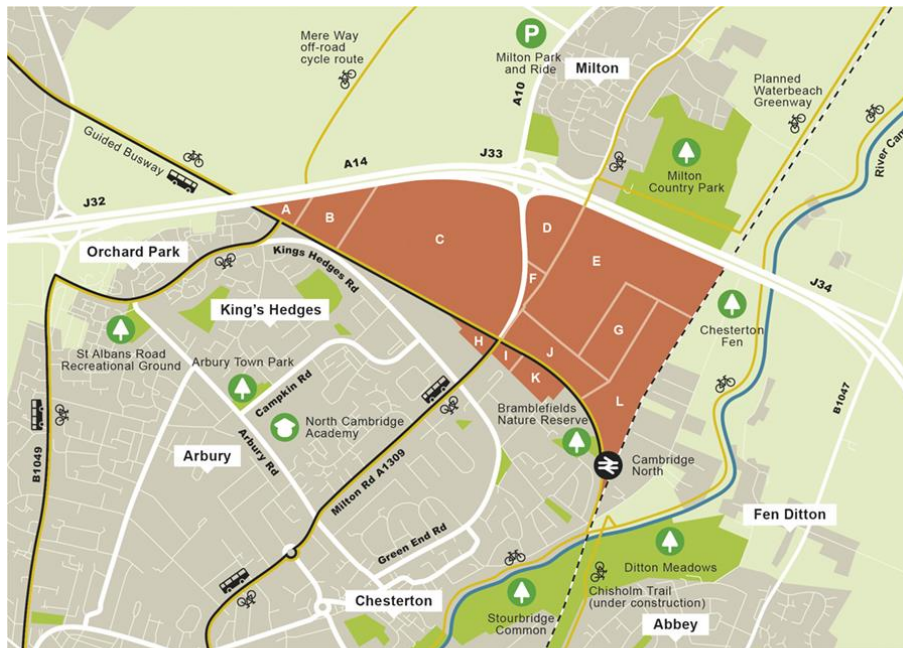 Mere Way
off-road
cycle route
P
Milton Park
and Ride
Milton
A10
Planned
Waterbeach
Greenway
River Cam
Guided Busway
A14
J33
Milton
Country Park
J32
A
B
C
D
E
Orchard Park
Kings Hedges Rd
F
J34
King's Hedges
G
Chesterton
Fen
St Albans Road
Recreational Ground
Arbury Town Park
H
I
J
K
L
Campkin Rd
B1047
Bramblefields
Nature Reserve
North Cambridge
Academy
B1049
Arbury
Arbury Rd
Milton Rd A1309
Cambridge
North
Green End Rd
Fen Ditton
Ditton Meadows
Chisholm Trail
(under construction)
Chesterton
Stourbridge
Common
Abbey